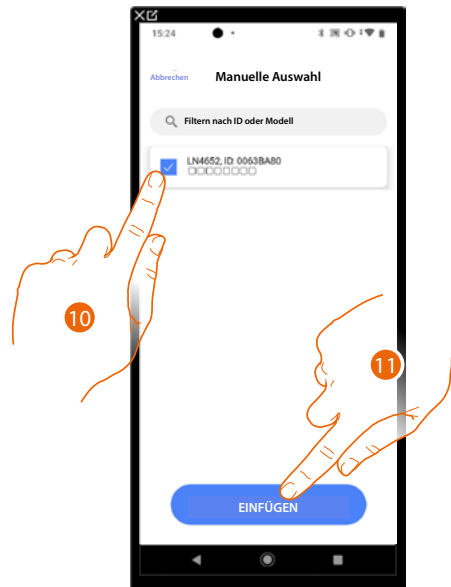 15:24
Abbrechen Manuelle Auswahl
Filtern nach ID oder Modell
LN4652, ID: 0063BA80
□□□□□□□□
10
11
EINFÜGEN